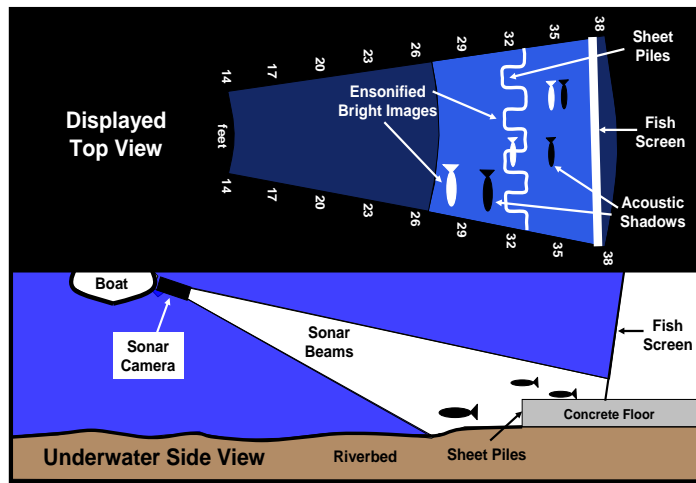 14
17
20
23
26
29
32
35
38
Sheet
Piles
Ensonified
Bright Images
Displayed
Top View
feet
Fish
Screen
Acoustic
Shadows
14
17
20
23
26
29
32
35
38
Boat
Sonar
Camera
Sonar
Beams
Fish
Screen
Concrete Floor
Underwater Side View
Riverbed
Sheet Piles